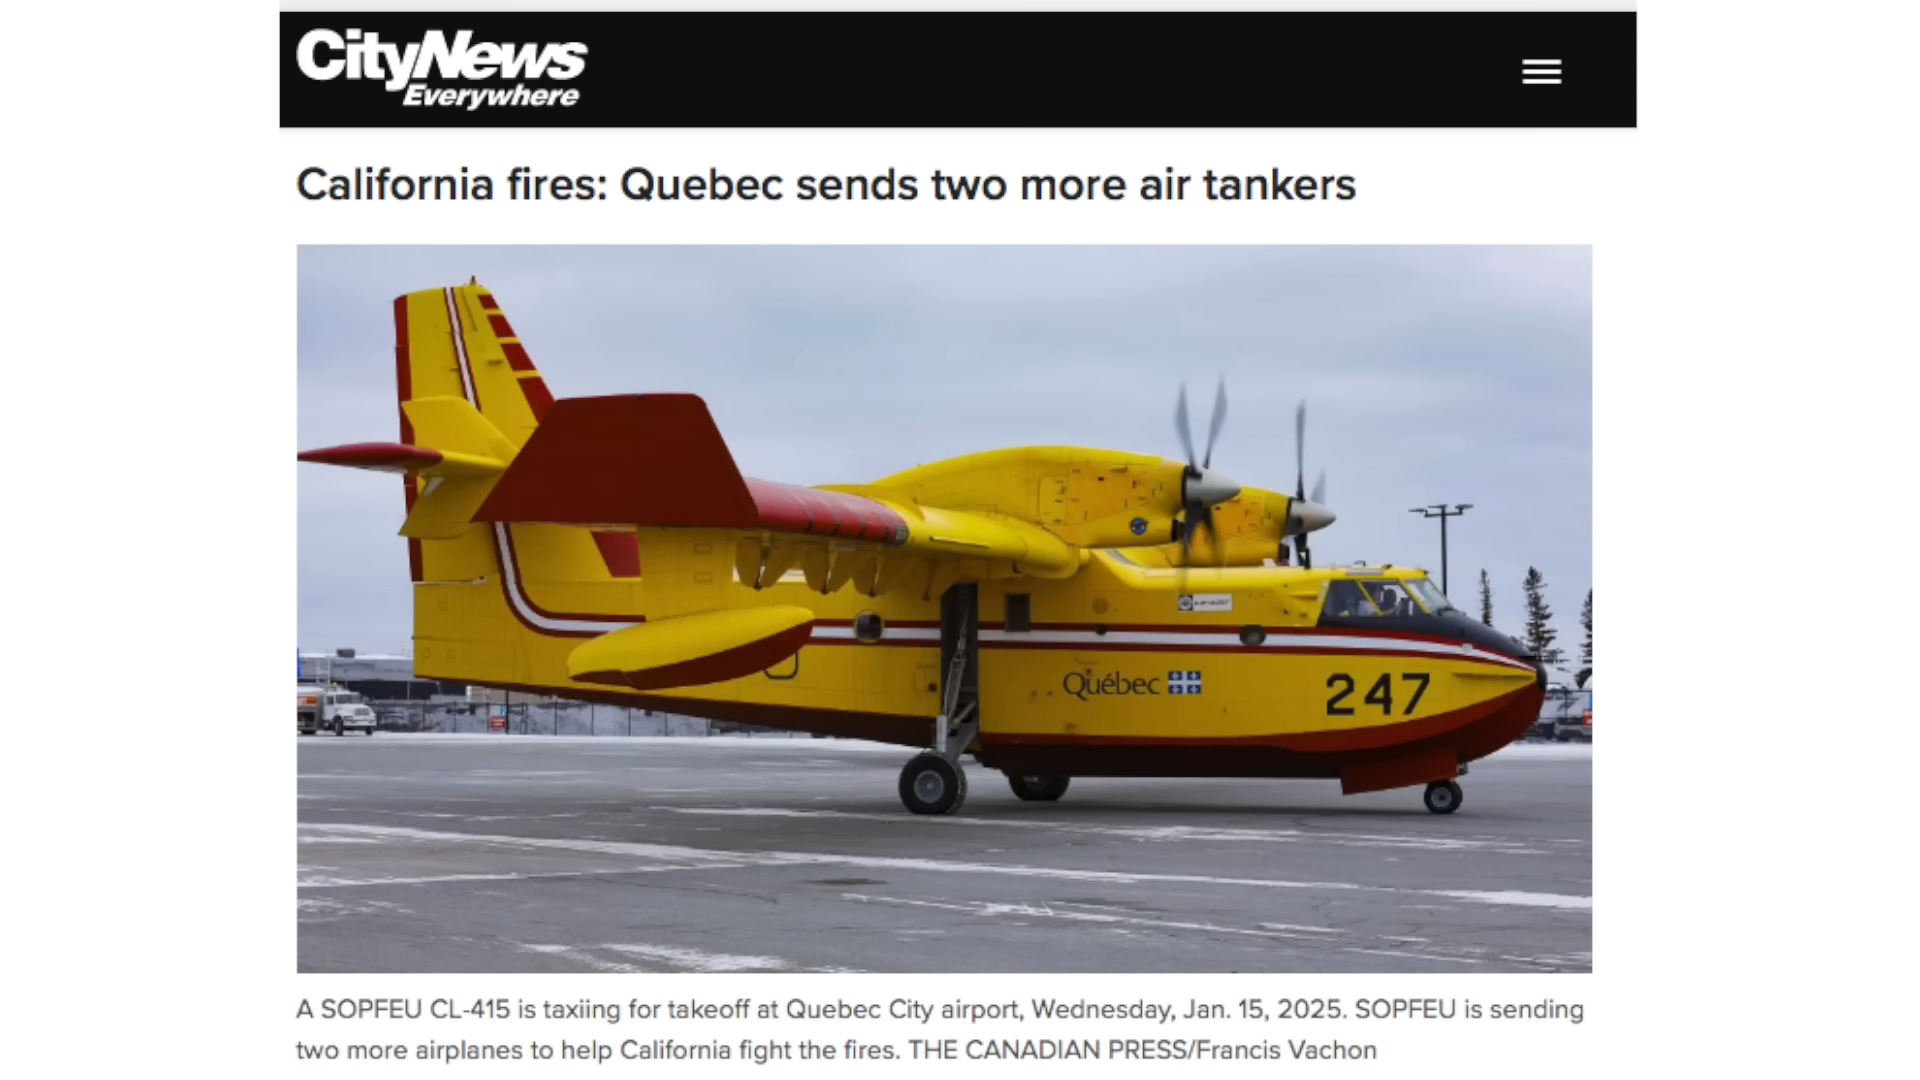 CityNews
Everywhere
California fires: Quebec sends two more air tankers
Québec
247
A SOPFEU CL-415 is taxiing for takeoff at Quebec City airport, Wednesday, Jan. 15, 2025. SOPFEU is sending
two more airplanes to help California fight the fires. THE CANADIAN PRESS/Francis Vachon